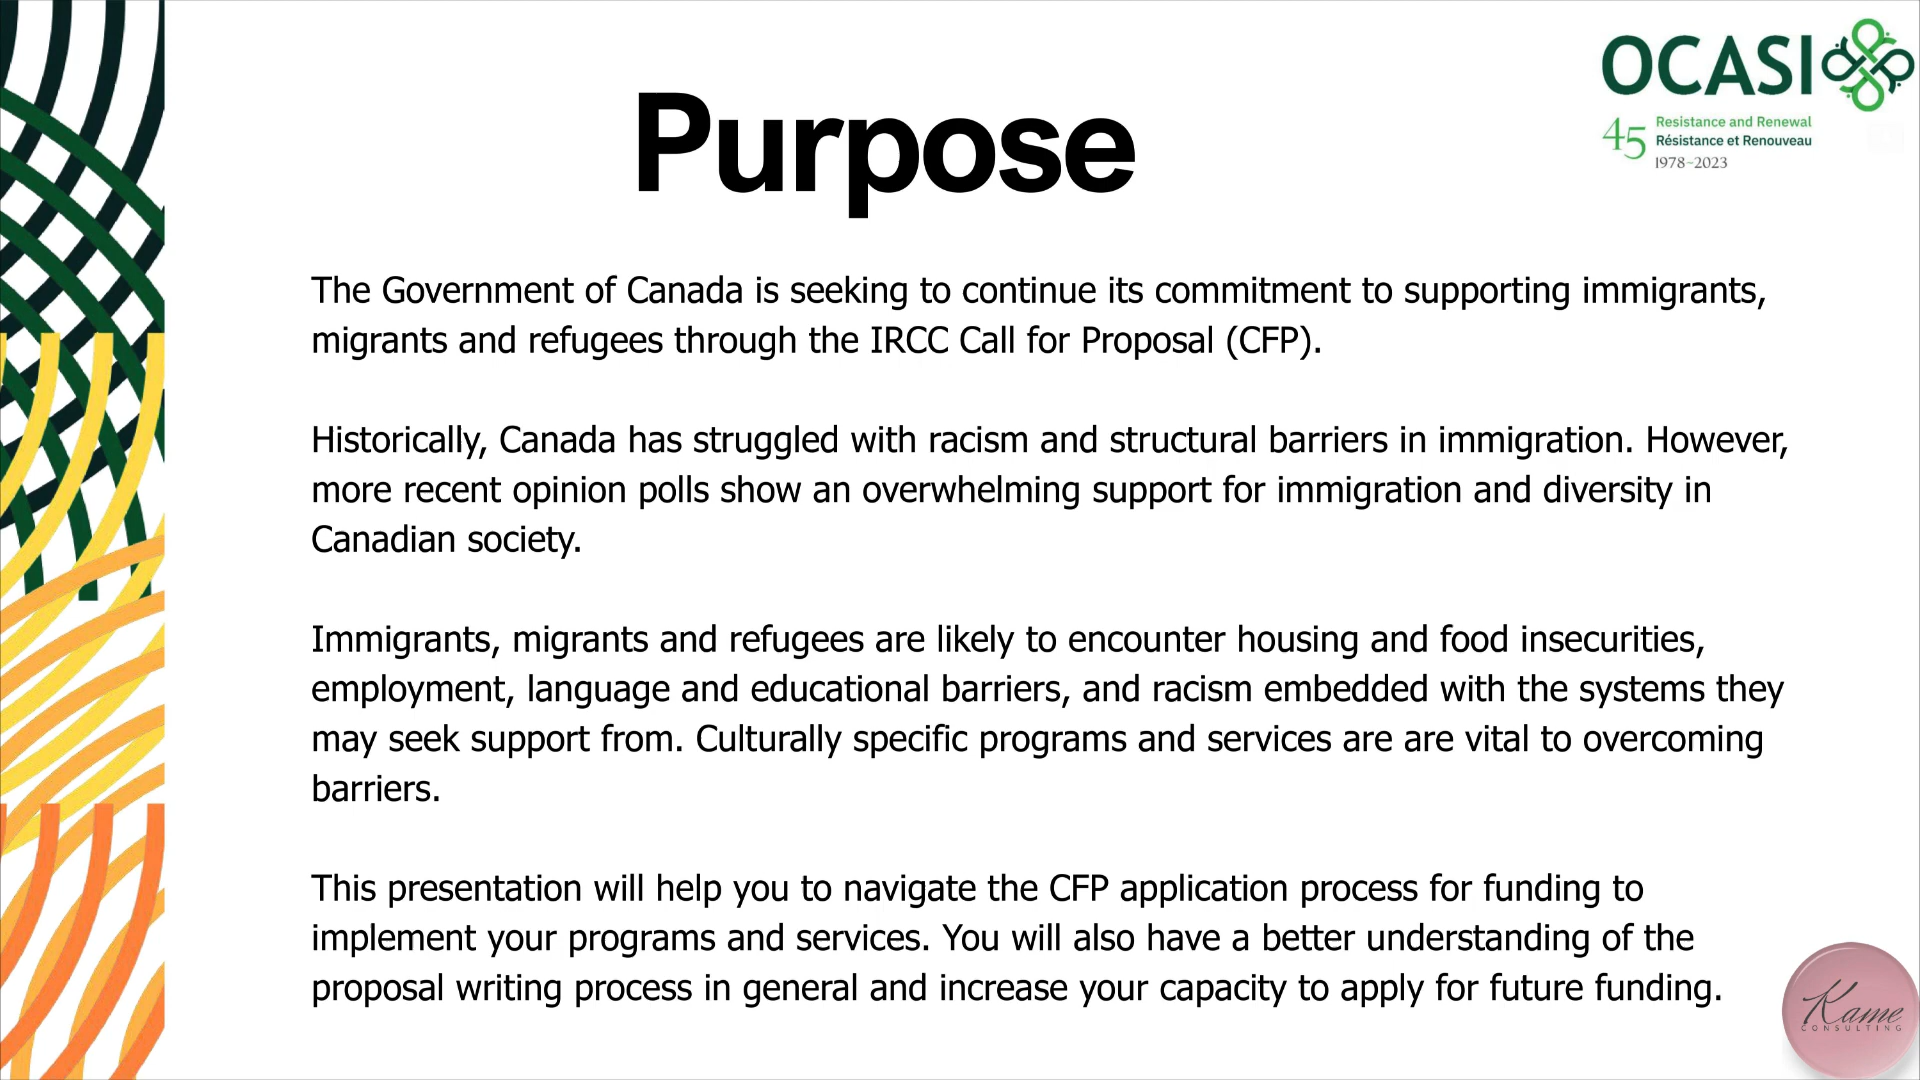 OCASI
45
Resistance and Renewal
Résistance et Renouveau
1978-2023
Purpose
The Government of Canada is seeking to continue its commitment to supporting immigrants,
migrants and refugees through the IRCC Call for Proposal (CFP).
Historically, Canada has struggled with racism and structural barriers in immigration. However,
more recent opinion polls show an overwhelming support for immigration and diversity in
Canadian society.
Immigrants, migrants and refugees are likely to encounter housing and food insecurities,
employment, language and educational barriers, and racism embedded with the systems they
may seek support from. Culturally specific programs and services are are vital to overcoming
barriers.
This presentation will help you to navigate the CFP application process for funding to
implement your programs and services. You will also have a better understanding of the
proposal writing process in general and increase your capacity to apply for future funding.
Kame
CONSULTING